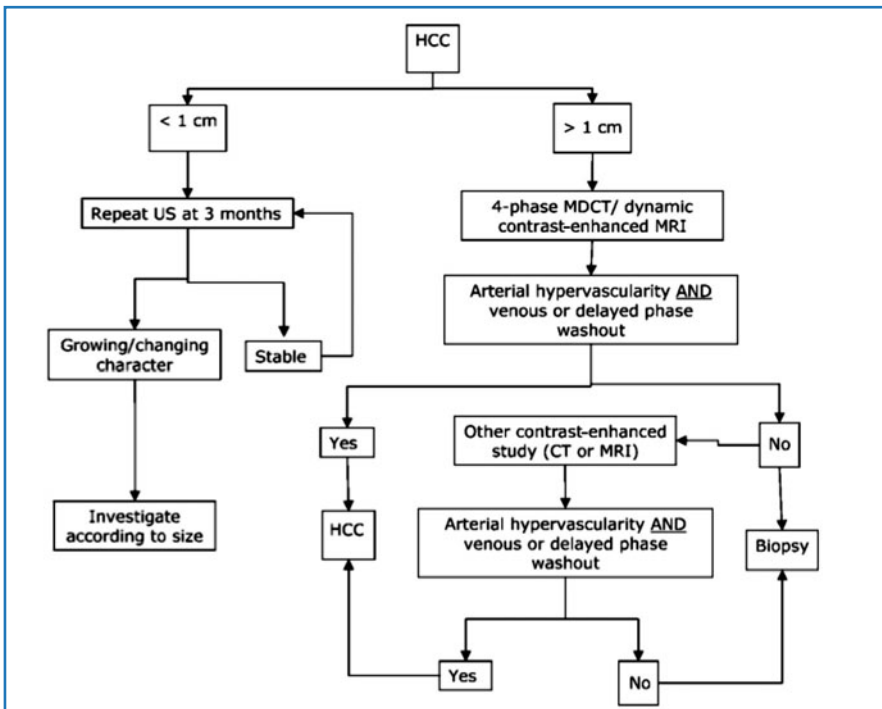 HCC
< 1 cm
> 1 cm
Repeat US at 3 months
4-phase MDCT/ dynamic
contrast-enhanced MRI
Arterial hypervascularity AND
venous or delayed phase
washout
Growing/changing
character
Stable
Yes
Other contrast-enhanced
study (CT or MRI)
No
Investigate
according to size
HCC
Arterial hypervascularity AND
venous or delayed phase
washout
Biopsy
Yes
No